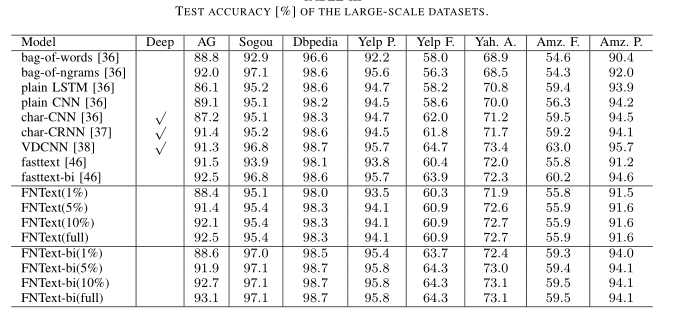 TEST ACCURACY [%] OF THE LARGE-SCALE DATASETS.
Model Deep AG Sogou Dbpedia Yelp P. Yelp F. Yah. A. Amz. F. Amz. P.
bag-of-words [36] 88.8 92.9 96.6 92.2 58.0 68.9 54.6 90.4
bag-of-ngrams [36] 92.0 97.1 98.6 95.6 56.3 68.5 54.3 92.0
plain LSTM [36] 86.1 95.2 98.6 94.7 58.2 70.8 59.4 93.9
plain CNN [36] 89.1 95.1 98.2 94.5 58.6 70.0 56.3 94.2
char-CNN [36] √ 87.2 95.1 98.3 94.7 62.0 71.2 59.5 94.5
char-CRNN [37] √ 91.4 95.2 98.6 94.5 61.8 71.7 59.2 94.1
VDCNN [38] √ 91.3 96.8 98.7 95.7 64.7 73.4 63.0 95.7
fasttext [46] 91.5 93.9 98.1 93.8 60.4 72.0 55.8 91.2
fasttext-bi [46] 92.5 96.8 98.6 95.7 63.9 72.3 60.2 94.6
FNText(1%) 88.4 95.1 98.0 93.5 60.3 71.9 55.8 91.5
FNText(5%) 91.4 95.4 98.3 94.1 60.9 72.6 55.9 91.6
FNText(10%) 92.1 95.4 98.3 94.1 60.9 72.7 55.9 91.6
FNText(full) 92.5 95.4 98.3 94.1 60.9 72.7 55.9 91.6
FNText-bi(1%) 88.6 97.0 98.5 95.4 63.7 72.4 59.3 94.0
FNText-bi(5%) 91.9 97.1 98.7 95.8 64.3 73.0 59.4 94.1
FNText-bi(10%) 92.7 97.1 98.7 95.8 64.3 73.1 59.5 94.1
FNText-bi(full) 93.1 97.1 98.7 95.8 64.3 73.1 59.5 94.1